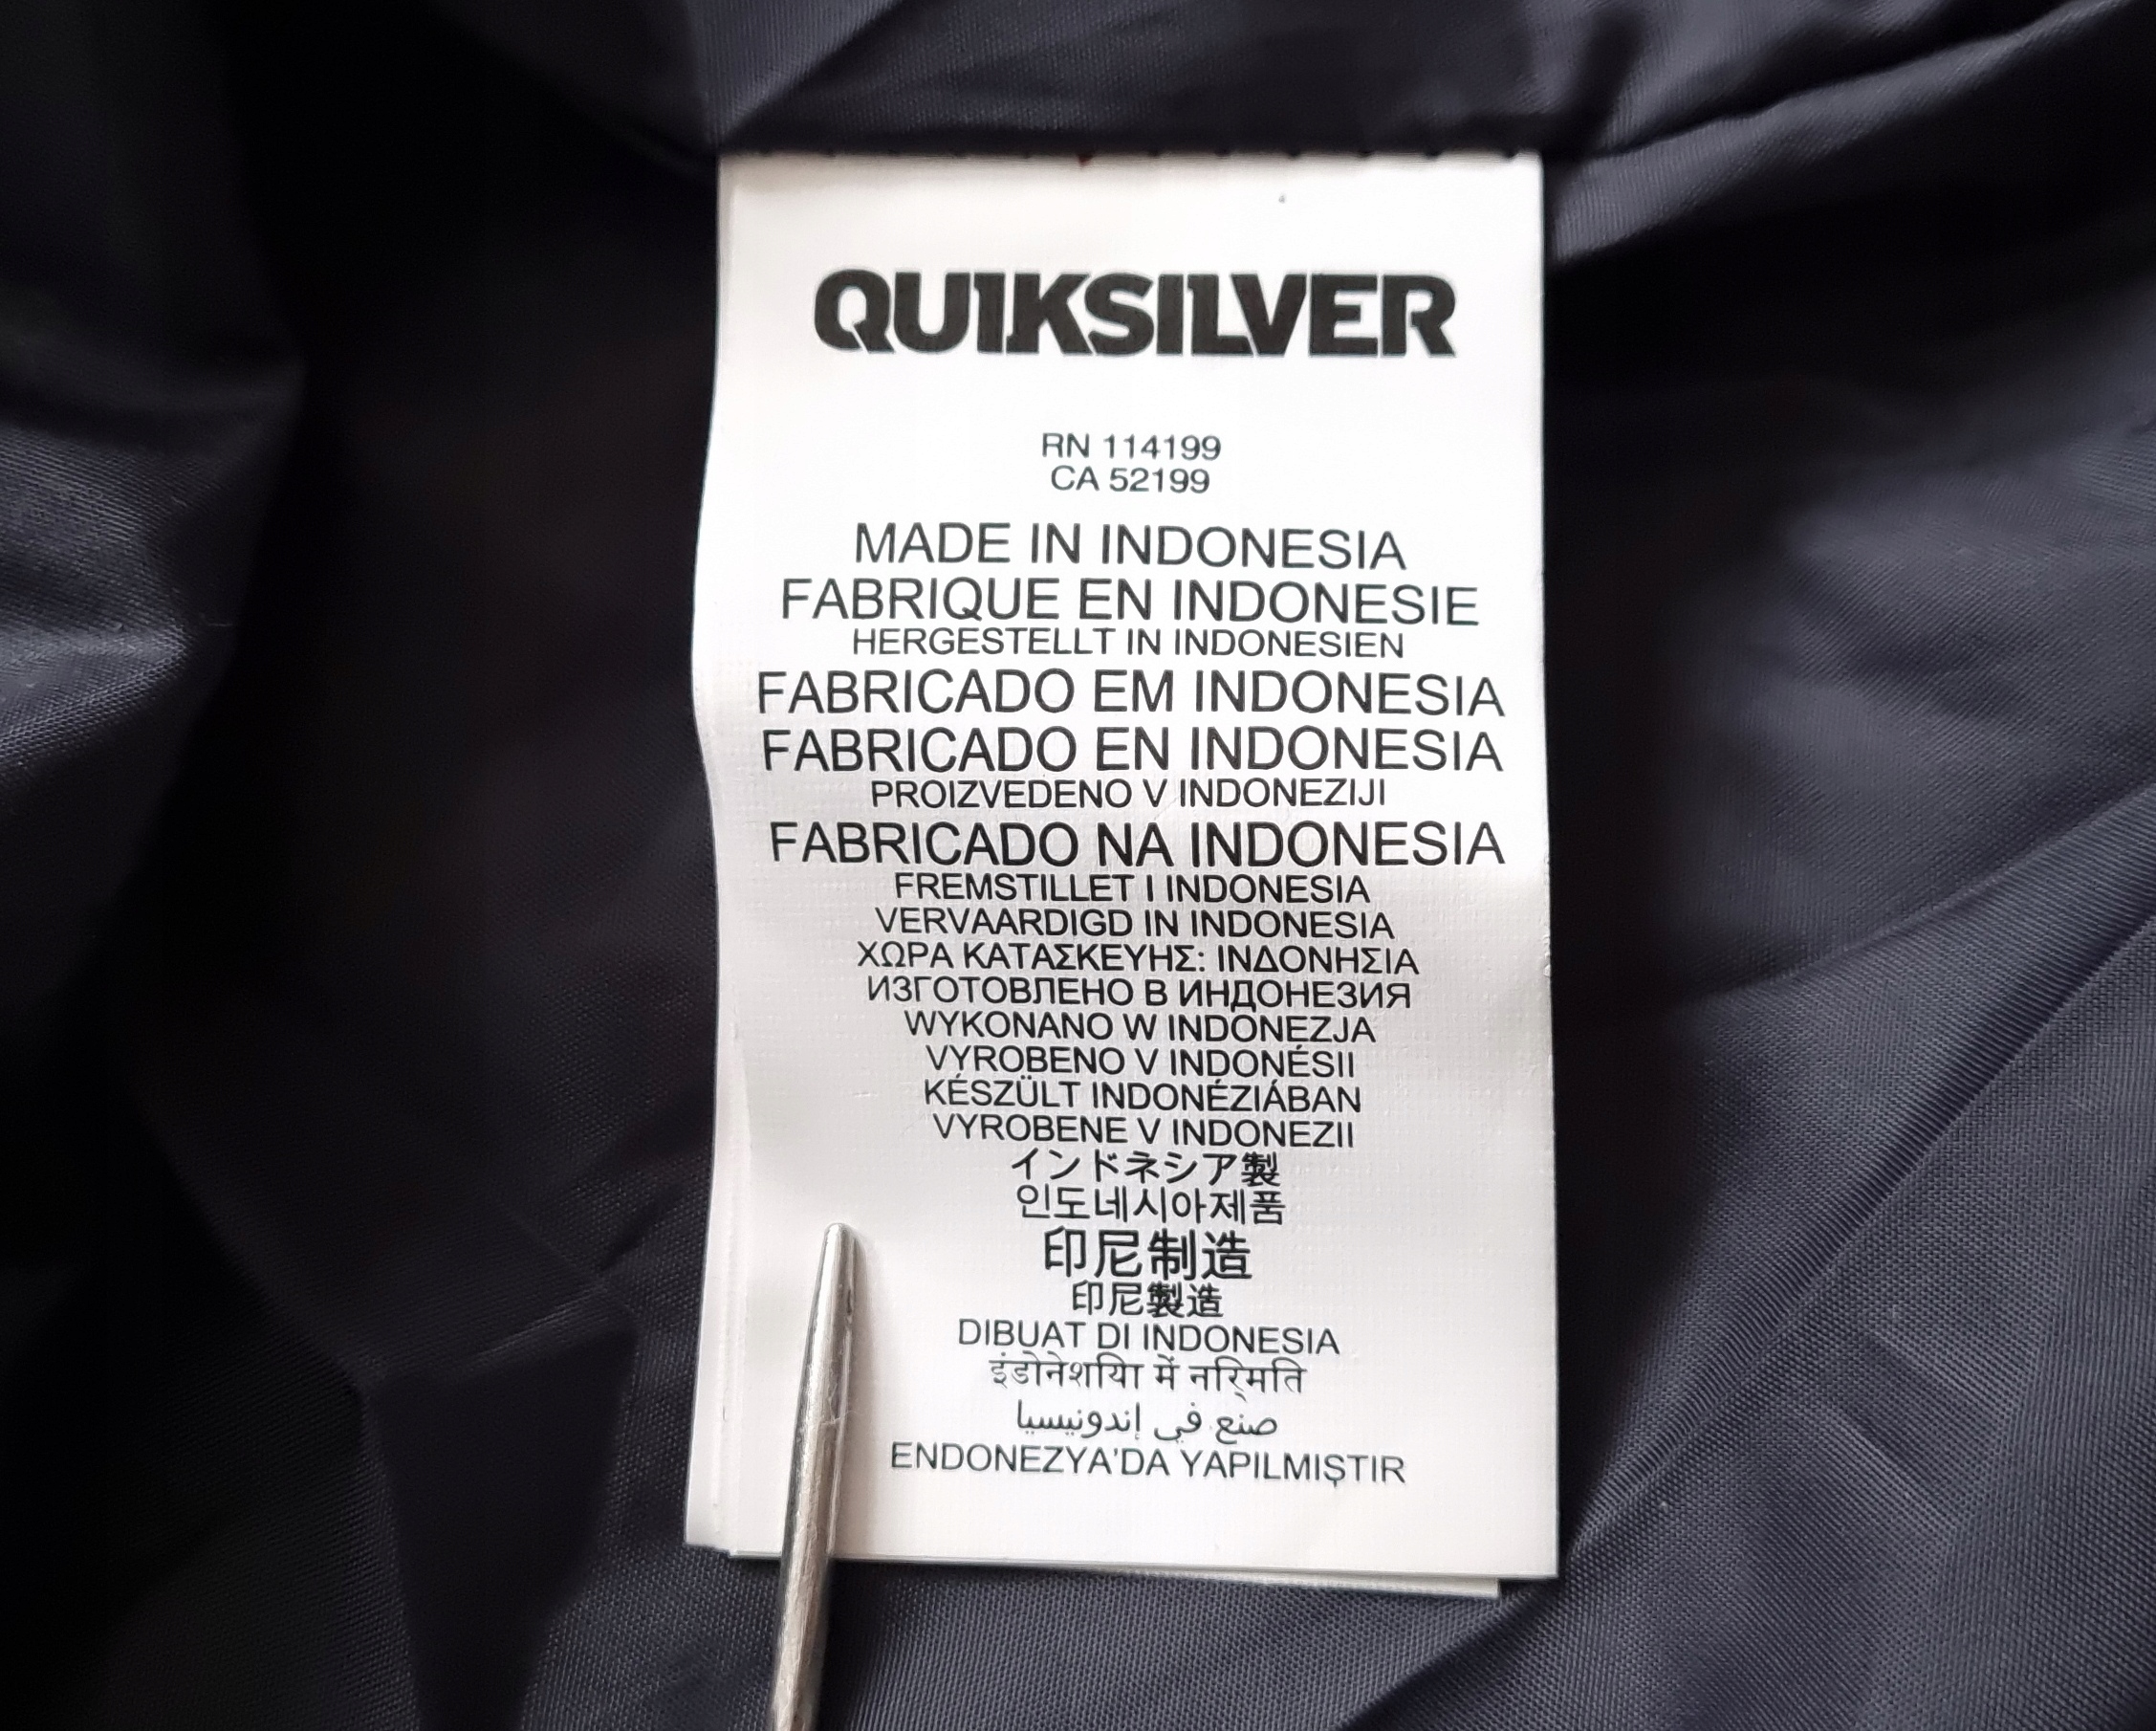 QUIKSILVER
RN 114199
CA 52199
MADE IN INDONESIA
FABRIQUE EN INDONESIE
HERGESTELLT IN INDONESIEN
FABRICADO EM INDONESIA
FABRICADO EN INDONESIA
PROIZVEDENO V INDONEZIJI
FABRICADO NA INDONESIA
FREMSTILLET I INDONESIA
VERVAARDIGD IN INDONESIA
ΧΩΡΑ ΚΑΤΑΣΚΕΥΗΣ: ΙΝΔΟΝΗΣΙΑ
ИЗГОТОВЛЕНО В ИНДОНЕЗИЯ
WYKONANO W INDONEZJA
VYROBENO V INDONÉSII
KÉSZÜLT INDONÉZIÁBAN
VYROBENE V INDONEZII
インドネシア製
인도네시아제품
印尼制造
印尼製造
DIBUAT DI INDONESIA
इंडोनेशयिा में नरि्मति
صنع في إندونيسيا
ENDONEZYA'DA YAPILMIŞTIR